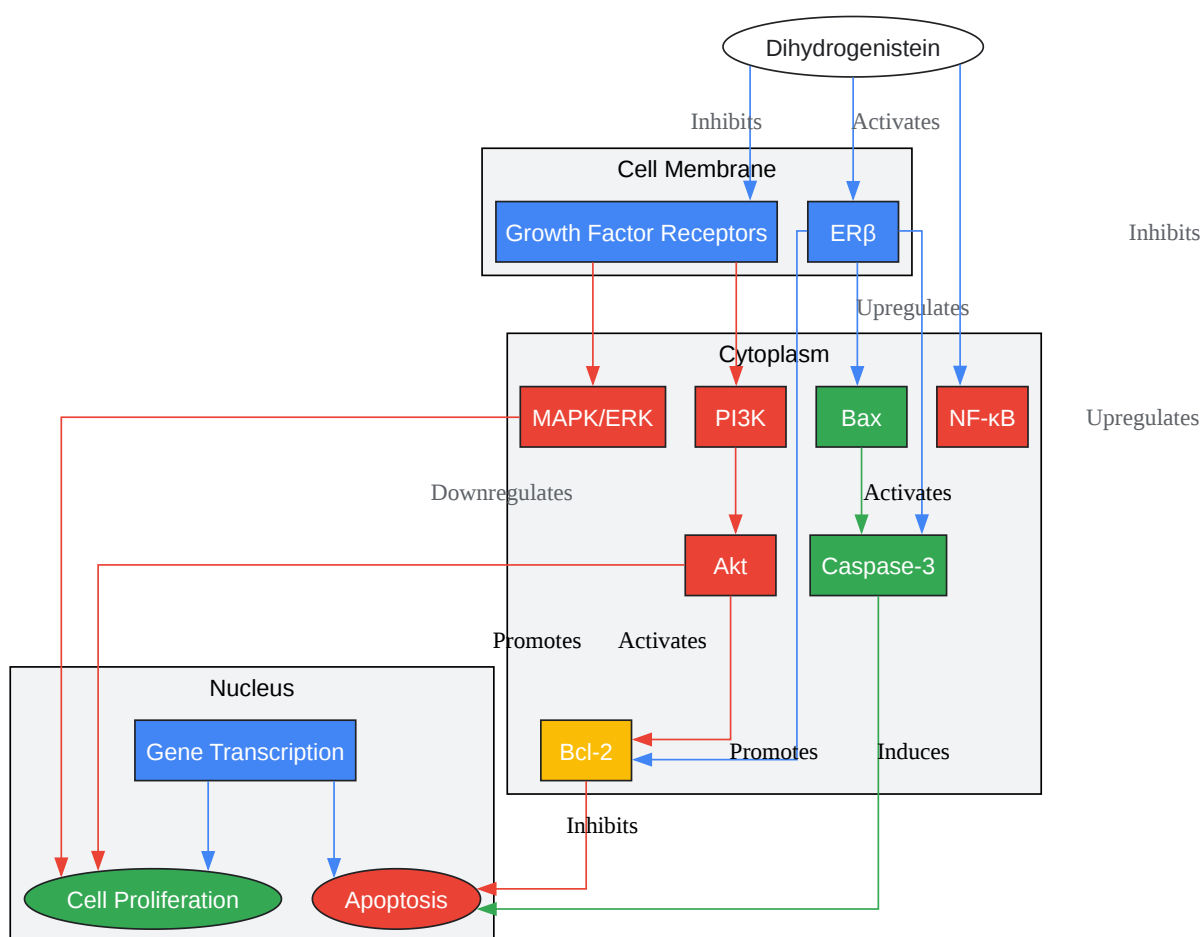 Dihydrogenistein
Inhibits
Activates
Cell Membrane
Growth Factor Receptors
ERβ
Inhibits
Upregulates
Cytoplasm
MAPK/ERK
PI3K
Bax
NF-κB
Upregulates
Downregulates
Activates
Akt
Caspase-3
Promotes
Activates
Nucleus
Gene Transcription
Bcl-2
Promotes
Induces
Inhibits
Cell Proliferation
Apoptosis